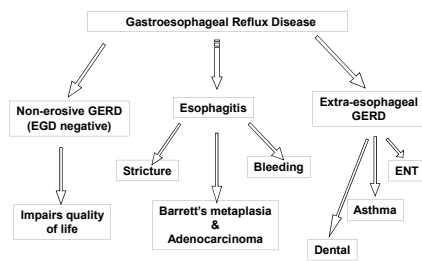 Gastroesophageal Reflux Disease
Non-erosive GERD
(EGD negative)
Esophagitis
Extra-esophageal
GERD
Stricture
Bleeding
ENT
Impairs quality
of life
Barrett's metaplasia
&
Adenocarcinoma
Asthma
Dental